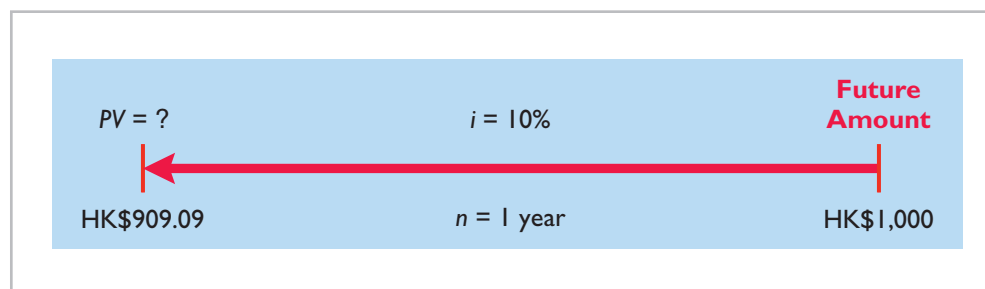 PV = ?
i = 10%
Future
Amount
HK$909.09
n = 1 year
HK$1,000